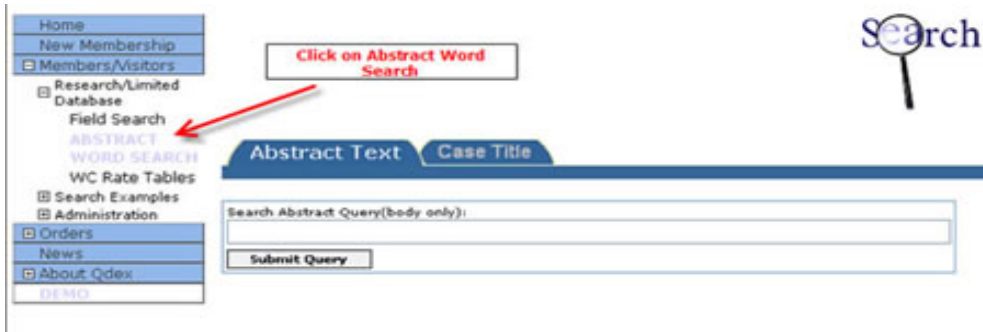 Home
New Membership
Members/Visitors
Research/Limited
Database
Field Search
ABSTRACT
WORD SEARCH
WC Rate Tables
Search Examples
Administration
Orders
News
About Qdex
DEMO
Click on Abstract Word
Search
Search
Abstract Text
Case Title
Search Abstract Query(body only):
Submit Query